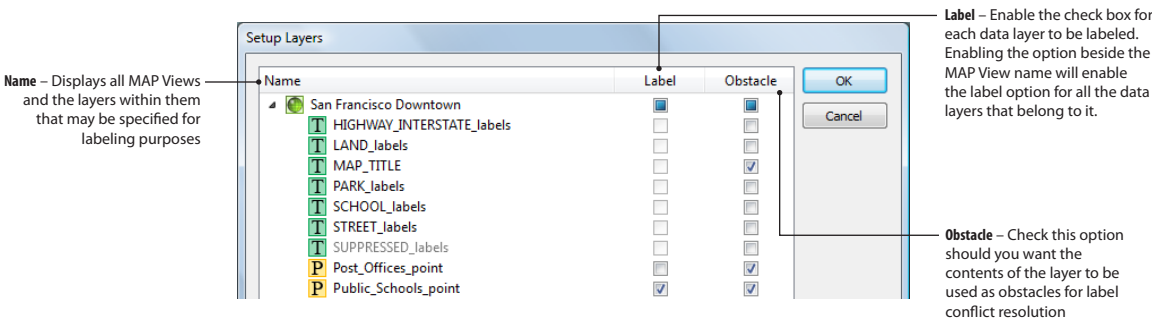 Label – Enable the check box for
each data layer to be labeled.
Enabling the option beside the
MAP View name will enable
the label option for all the data
layers that belong to it.
Setup Layers
Name – Displays all MAP Views
and the layers within them
that may be specified for
labeling purposes
Name Label Obstacle
OK
Cancel
San Francisco Downtown
T HIGHWAY_INTERSTATE_labels
T LAND_labels
T MAP_TITLE
T PARK_labels
T SCHOOL_labels
T STREET_labels
T SUPPRESSED_labels
P Post_Offices_point
P Public_Schools_point
Obstacle – Check this option
should you want the
contents of the layer to be
used as obstacles for label
conflict resolution